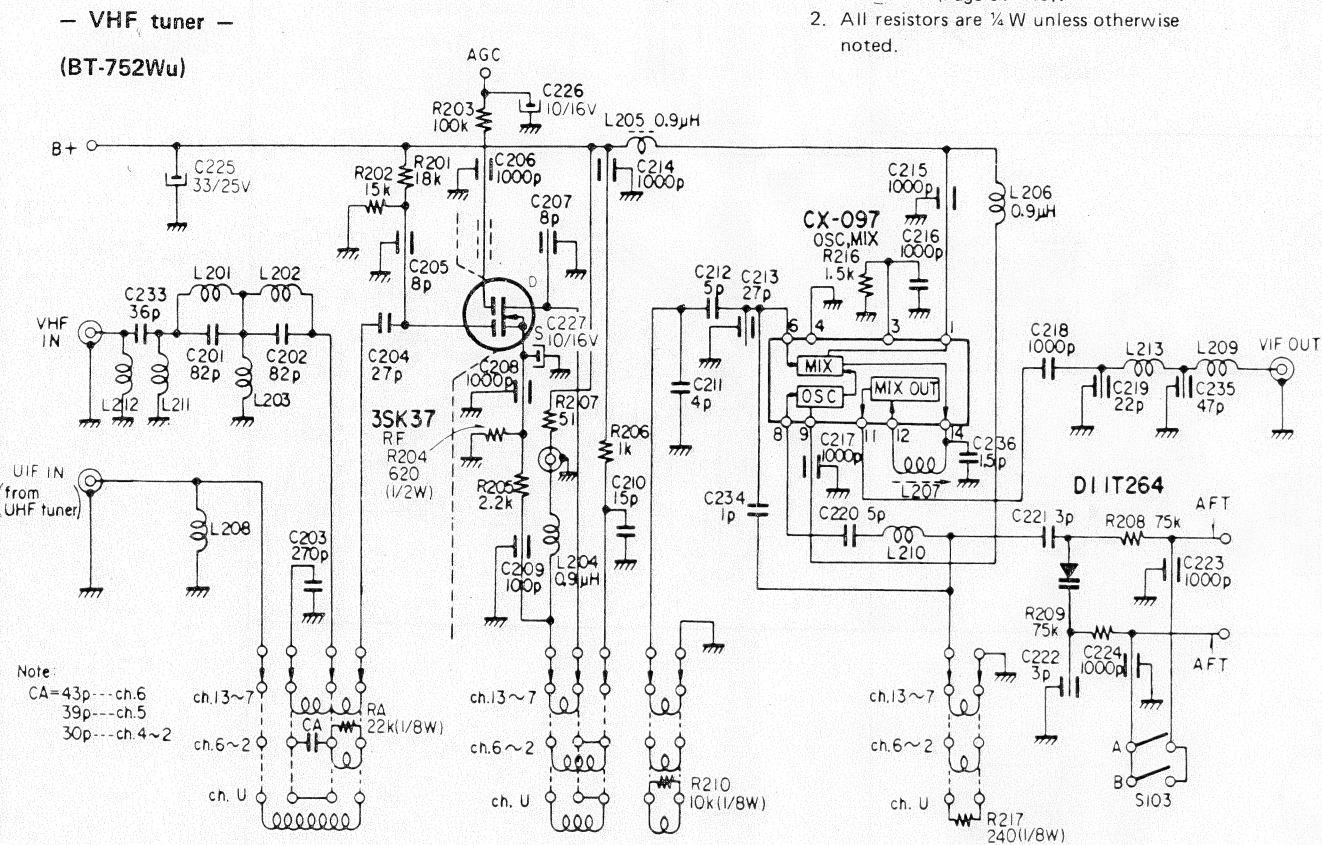 — VHF tuner —
(BT-752Wu)
2. All resistors are ¼ W unless otherwise
noted.
AGC
R203
100k
C226
10/16V
L205 0.9μH
B+
C225
33/25V
R202
15k
R201
18k
C206
1000p
C214
1000p
C207
8p
C205
8p
C215
1000p
L206
0.9μH
CX-097
OSC,MIX
R216
1.5k
C216
1000p
L201
L202
C233
36p
VHF
IN
C201
82p
C202
82p
L212
L211
L203
C204
27p
D
S
C227
10/16V
C208
1000p
3SK37
RF
R204
620
(1/2W)
R207
51
R206
1k
R205
2.2k
C210
15p
C209
100p
L204
0.9μH
C212
5p
C213
27p
C211
4p
C234
1p
6
4
3
1
MIX
OSC
MIX OUT
8
9
11
12
14
C217
1000p
C236
1.5p
L207
C220 5p
L210
C218
1000p
L213
L209
VIF OUT
C219
22p
C235
47p
D1 IT264
C221 3p
R208 75k
AFT
C223
1000p
R209
75k
C222
3p
C224
1000p
AFT
A
B
S103
UIF IN
(from
UHF tuner)
L208
C203
270p
Note:
CA=43p---ch.6
39p---ch.5
30p---ch.4~2
ch.13~7
ch.6~2
ch. U
CA
RA
22k(1/8W)
ch.13~7
ch.6~2
ch. U
R210
10k(1/8W)
ch.13~7
ch.6~2
ch. U
R217
240(1/8W)